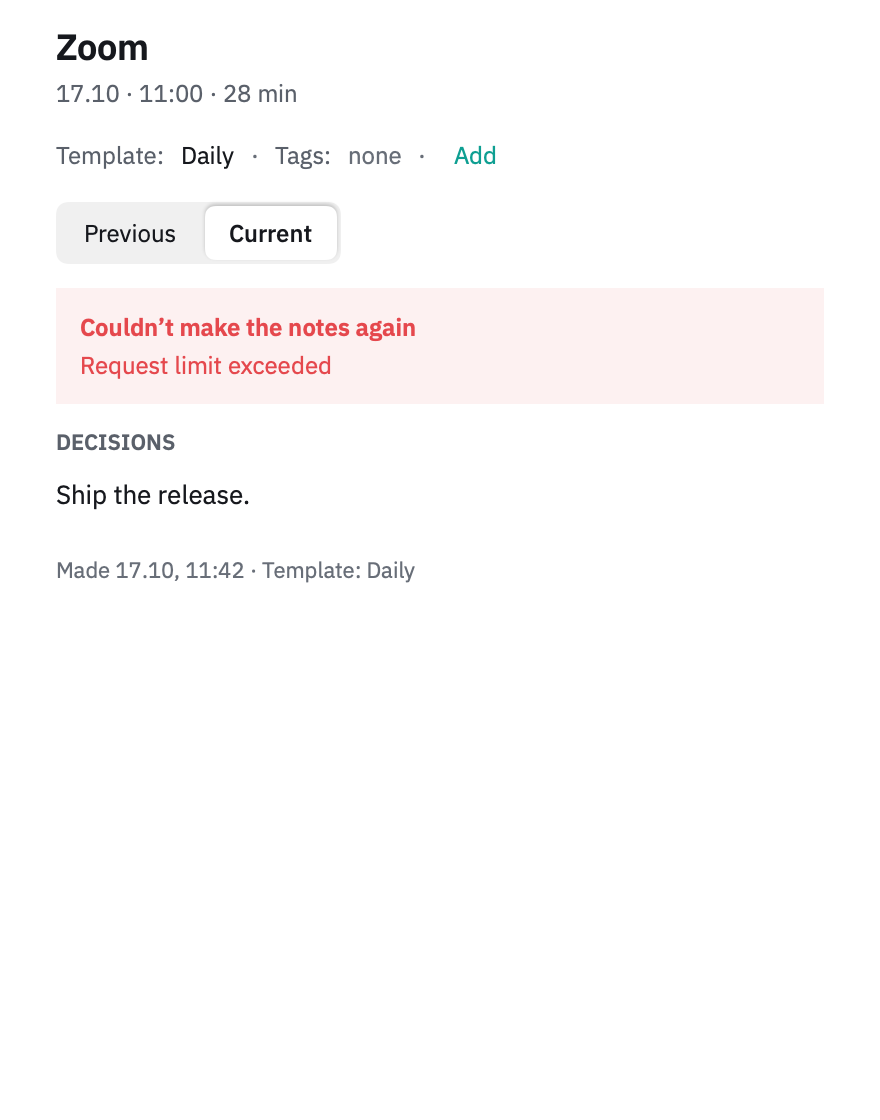 Zoom
17.10 · 11:00 · 28 min
Template: Daily · Tags: none · Add
Previous Current
Couldn’t make the notes again
Request limit exceeded
DECISIONS
Ship the release.
Made 17.10, 11:42 · Template: Daily